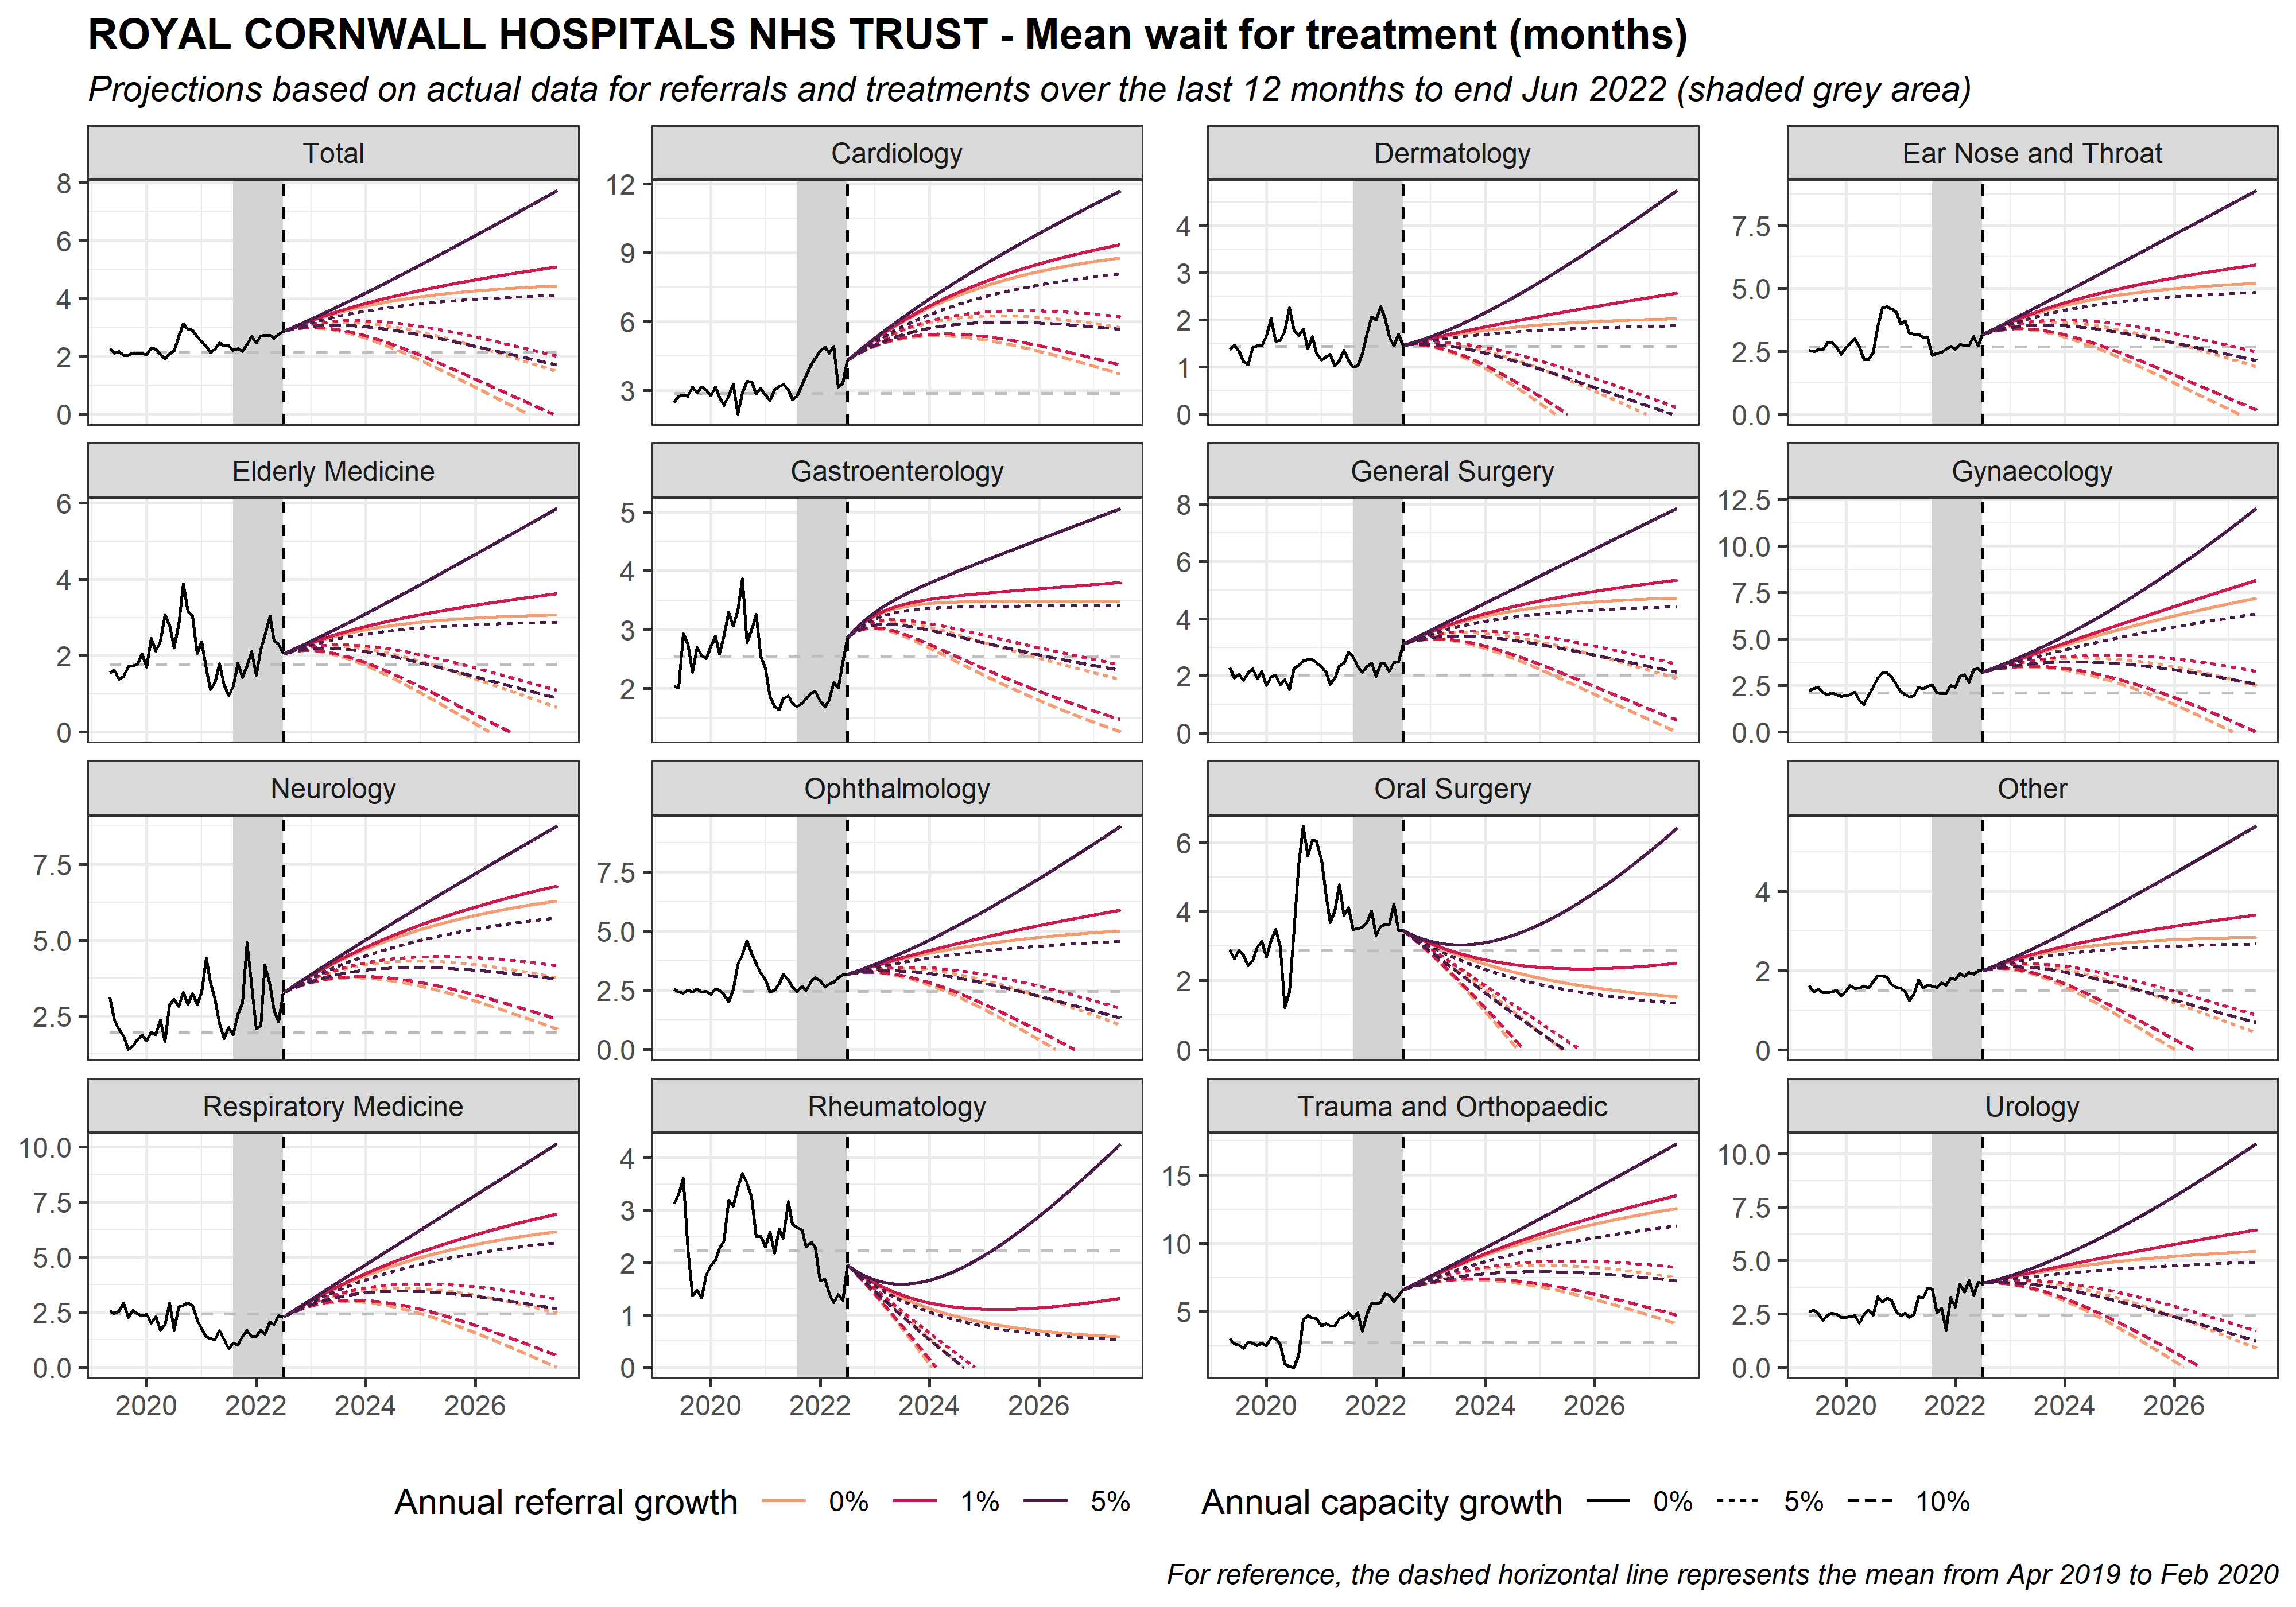 ROYAL CORNWALL HOSPITALS NHS TRUST - Mean wait for treatment (months)
Projections based on actual data for referrals and treatments over the last 12 months to end Jun 2022 (shaded grey area)
Total
Cardiology
Dermatology
Ear Nose and Throat
8
6
4
2
0
12
9
6
3
4
3
2
1
0
7.5
5.0
2.5
0.0
Elderly Medicine
Gastroenterology
General Surgery
Gynaecology
6
4
2
0
5
4
3
2
8
6
4
2
0
12.5
10.0
7.5
5.0
2.5
0.0
Neurology
Ophthalmology
Oral Surgery
Other
7.5
5.0
2.5
7.5
5.0
2.5
0.0
6
4
2
0
4
2
0
Respiratory Medicine
Rheumatology
Trauma and Orthopaedic
Urology
10.0
7.5
5.0
2.5
0.0
4
3
2
1
0
15
10
5
10.0
7.5
5.0
2.5
0.0
2020 2022 2024 2026
2020 2022 2024 2026
2020 2022 2024 2026
2020 2022 2024 2026
Annual referral growth 0% 1% 5%
Annual capacity growth 0% 5% 10%
For reference, the dashed horizontal line represents the mean from Apr 2019 to Feb 2020